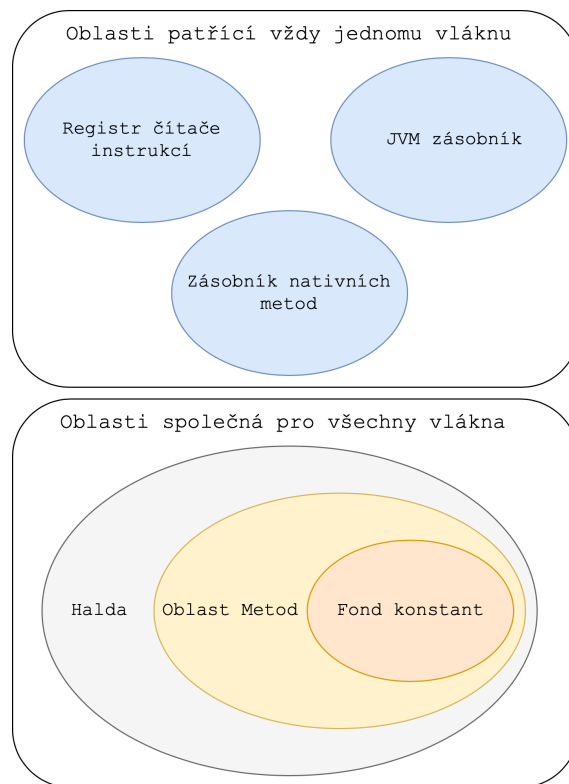 Oblasti patřící vždy jednomu vláknu
Registr čítače
instrukcí
JVM zásobník
Zásobník nativních
metod
Oblasti společná pro všechny vlákna
Halda
Oblast Metod
Fond konstant